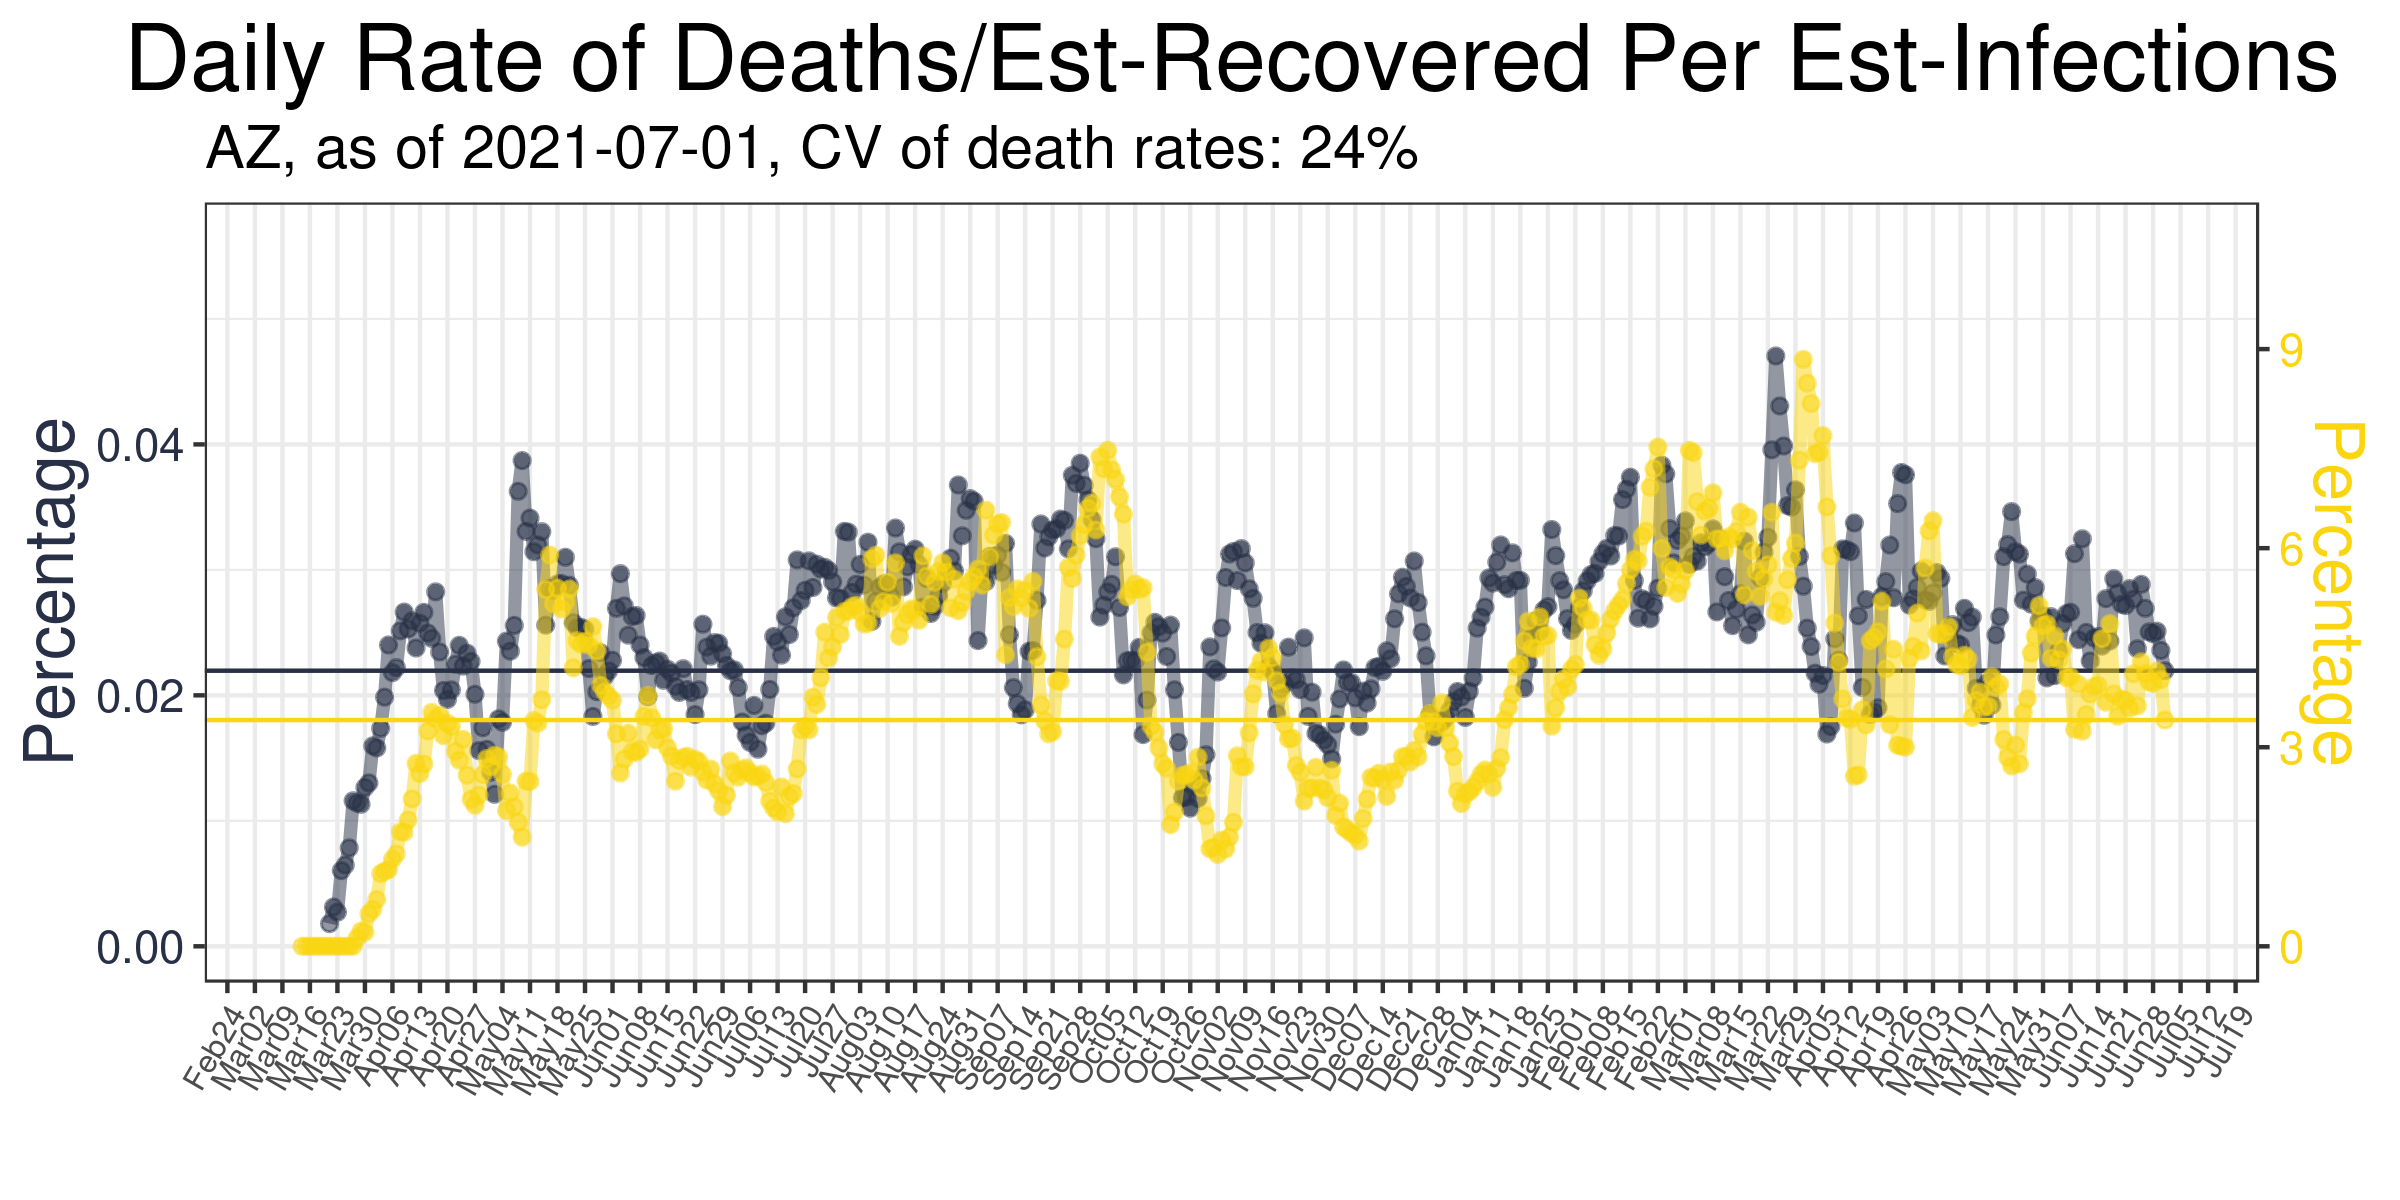 Daily Rate of Deaths/Est-Recovered Per Est-Infections
AZ, as of 2021-07-01, CV of death rates: 24%
Percentage
0.04
0.02
0.00
9
6
3
0
Percentage
Feb24
Mar02
Mar09
Mar16
Mar23
Mar30
Apr06
Apr13
Apr20
Apr27
May04
May11
May18
May25
Jun01
Jun08
Jun15
Jun22
Jun29
Jul06
Jul13
Jul20
Jul27
Aug03
Aug10
Aug17
Aug24
Aug31
Sep07
Sep14
Sep21
Sep28
Oct05
Oct12
Oct19
Oct26
Nov02
Nov09
Nov16
Nov23
Nov30
Dec07
Dec14
Dec21
Dec28
Jan04
Jan11
Jan18
Jan25
Feb01
Feb08
Feb15
Feb22
Mar01
Mar08
Mar15
Mar22
Mar29
Apr05
Apr12
Apr19
Apr26
May03
May10
May17
May24
May31
Jun07
Jun14
Jun21
Jun28
Jul05
Jul12
Jul19